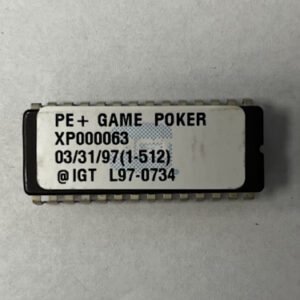 PE+ GAME POKER
XP000063
03/31/97(1-512)
@IGT L97-0734